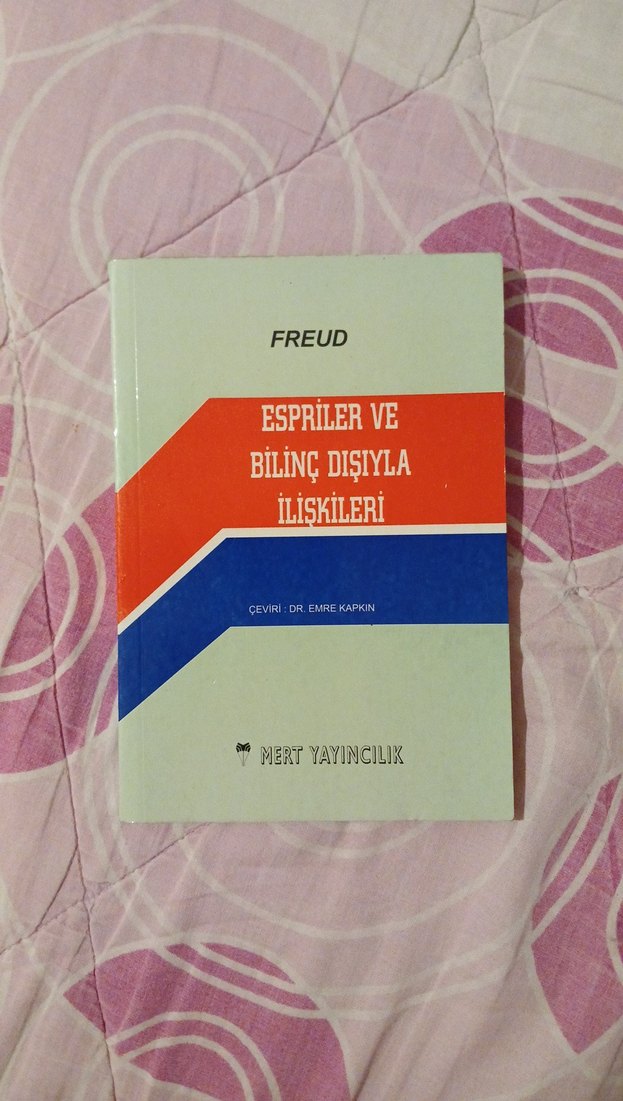 FREUD
ESPRİLER VE
BİLİNÇ DIŞIYLA
İLİŞKİLERİ
ÇEVİRİ : DR. EMRE KAPKIN
MERT YAYINCILIK